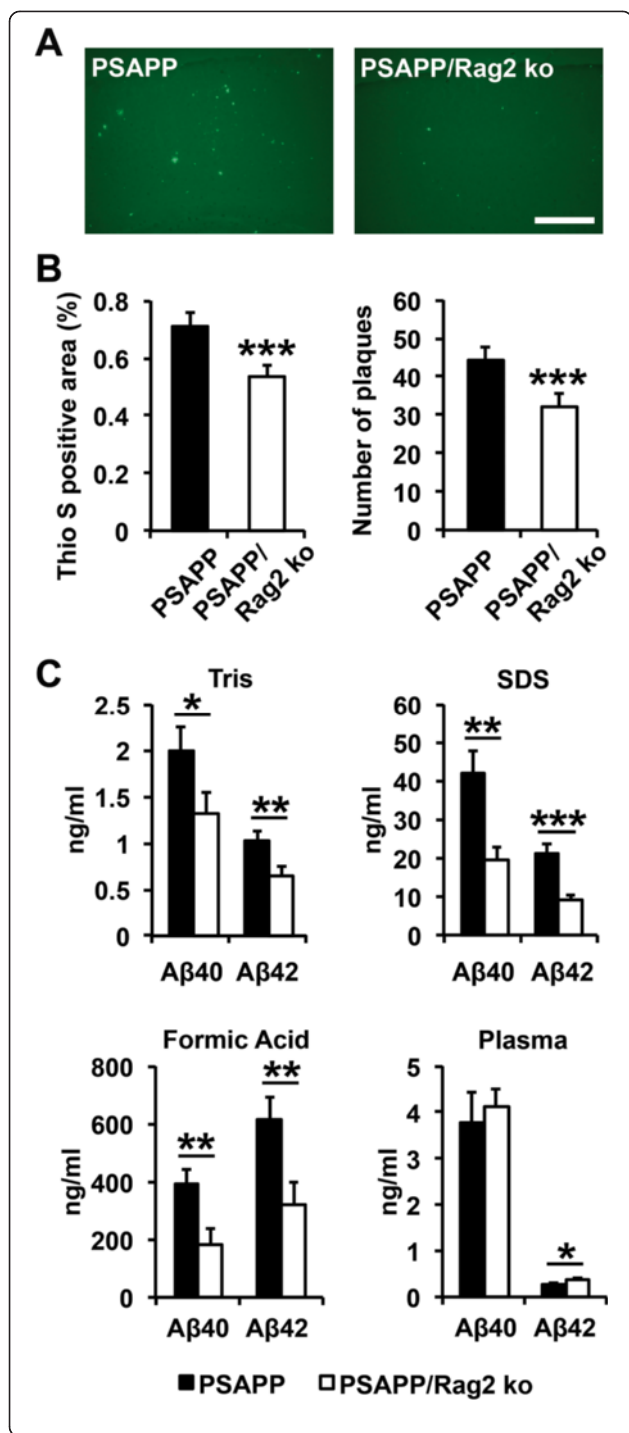 A
PSAPP
PSAPP/Rag2 ko
B
Thio S positive area (%)
0.8
0.6
0.4
0.2
0
***
PSAPP
PSAPP/
Rag2 ko
Number of plaques
60
50
40
30
20
10
0
***
PSAPP
PSAPP/
Rag2 ko
C
Tris
ng/ml
2.5
2
1.5
1
0.5
0
*
**
Aβ40
Aβ42
SDS
ng/ml
60
50
40
30
20
10
0
**
***
Aβ40
Aβ42
Formic Acid
ng/ml
800
600
400
200
0
**
**
Aβ40
Aβ42
Plasma
ng/ml
5
4
3
2
1
0
*
Aβ40
Aβ42
PSAPP
PSAPP/Rag2 ko